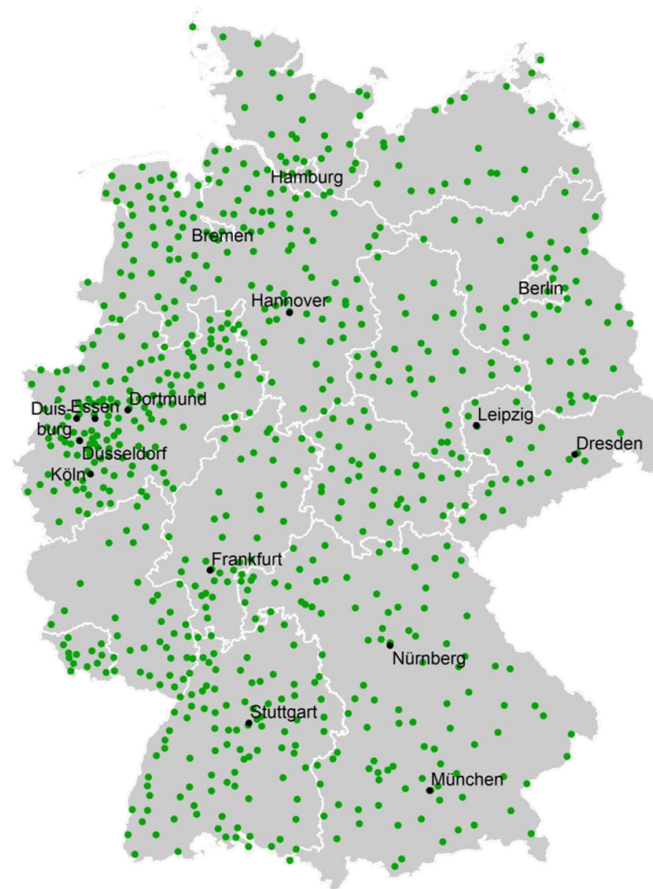 Hamburg
Bremen
Berlin
Hannover
Duis-
burg
Essen
Dortmund
Leipzig
Düsseldorf
Dresden
Köln
Frankfurt
Nürnberg
Stuttgart
München